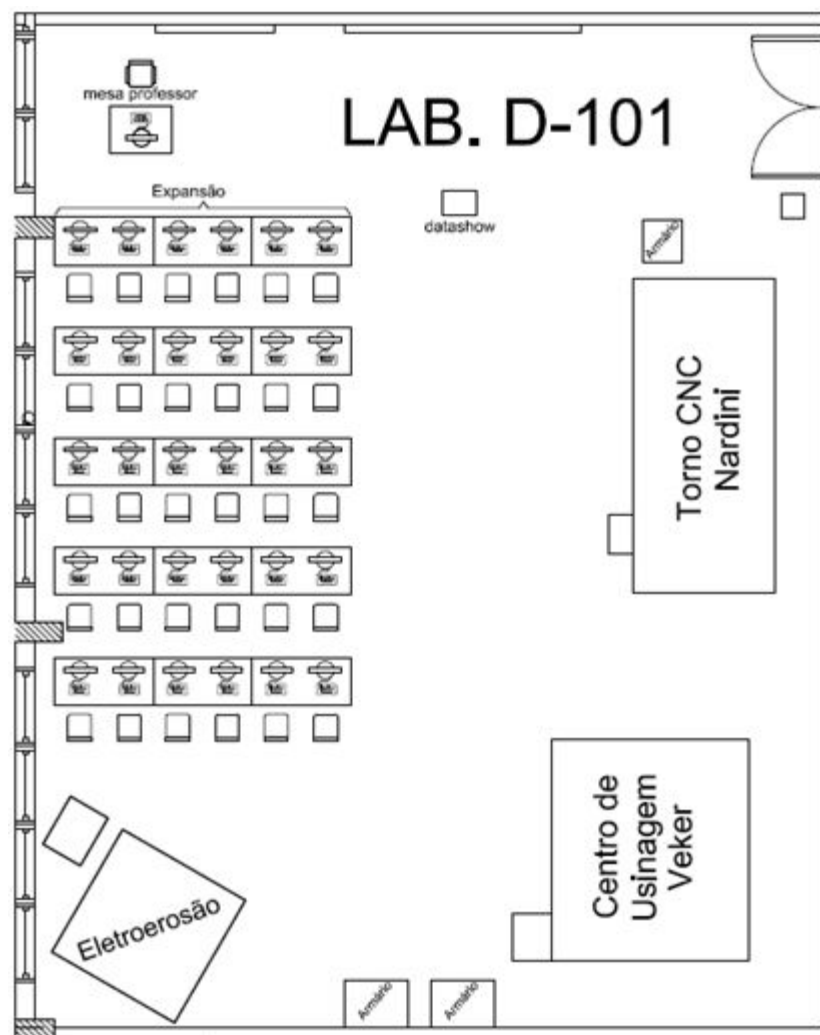 mesa professor
LAB. D-101
Expansão
datashow
Armário
Torno CNC
Nardini
Centro de
Usinagem
Veker
Eletroerosão
Armário
Armário